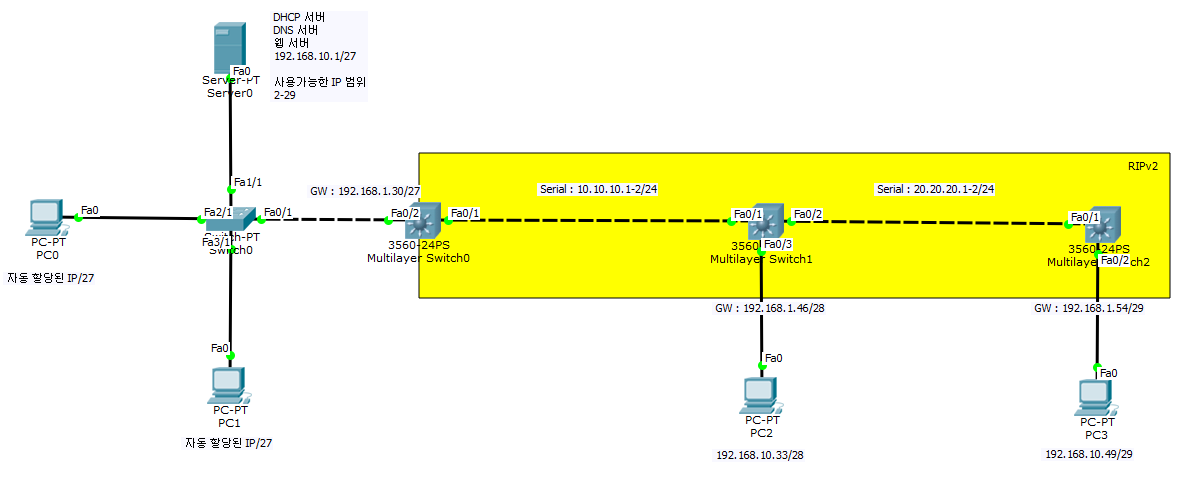 DHCP 서버
DNS 서버
웹 서버
192.168.10.1/27
사용가능한 IP 범위
2-29
Fa0
Server-PT
Server0
RIPv2
Fa1/1
GW : 192.168.1.30/27
Serial : 10.10.10.1-2/24
Serial : 20.20.20.1-2/24
Fa0
Fa2/1
Fa0/1
Fa0/2
Fa0/1
Fa0/1
Fa0/2
Fa0/1
PC-PT
PC0
Fa3/1
Switch-PT
Switch0
3560-24PS
Multilayer Switch0
3560
Fa0/3
Multilayer Switch1
3560-24PS
Fa0/2
Multilayer Switch2
자동 할당된 IP/27
GW : 192.168.1.46/28
GW : 192.168.1.54/29
Fa0
Fa0
Fa0
PC-PT
PC1
PC-PT
PC2
PC-PT
PC3
자동 할당된 IP/27
192.168.10.33/28
192.168.10.49/29